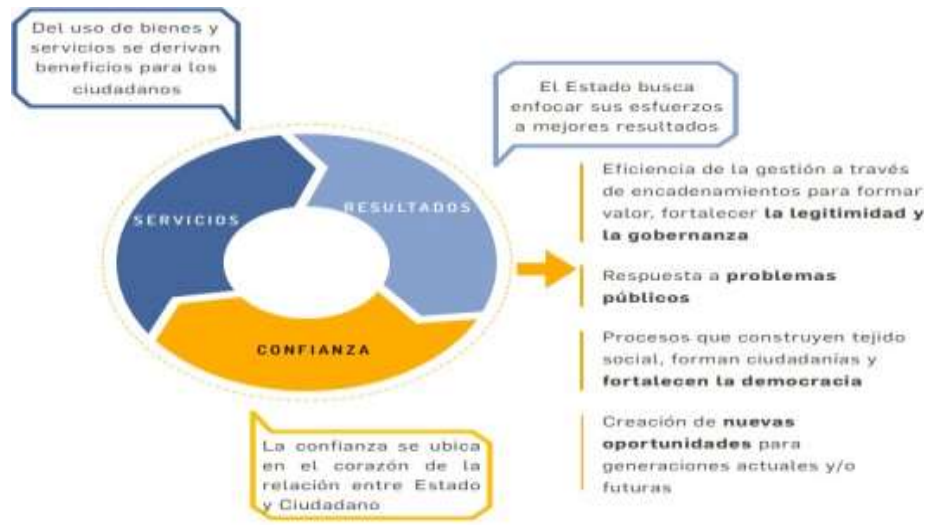 Del uso de bienes y
servicios se derivan
beneficios para los
ciudadanos
El Estado busca
enfocar sus esfuerzos
a mejores resultados
SERVICIOS
RESULTADOS
CONFIANZA
La confianza se ubica
en el corazón de la
relación entre Estado
y Ciudadano
Eficiencia de la gestión a través
de encadenamientos para formar
valor, fortalecer la legitimidad y
la gobernanza
Respuesta a problemas
públicos
Procesos que construyen tejido
social, forman ciudadanías y
fortalecen la democracia
Creación de nuevas
oportunidades para
generaciones actuales y/o
futuras